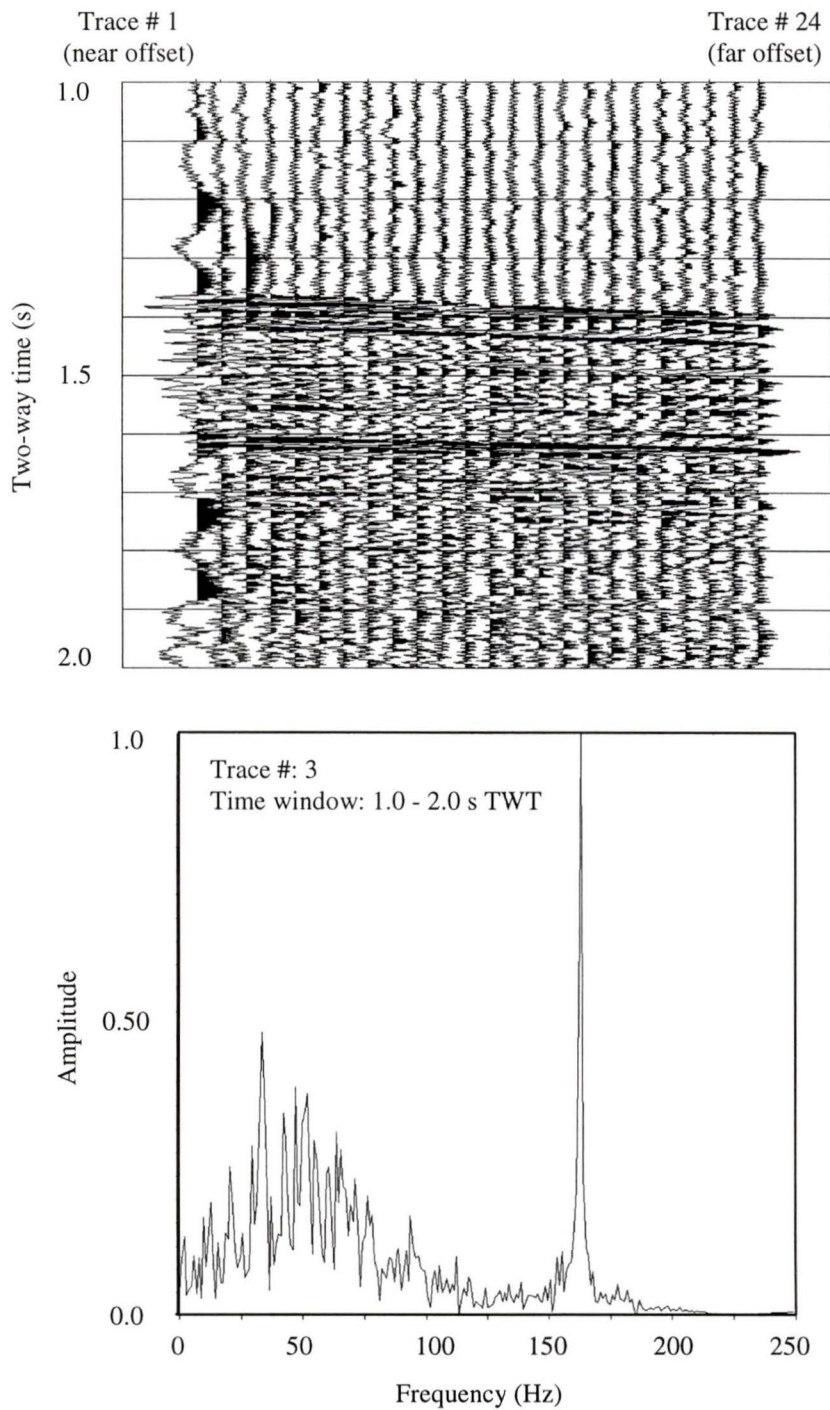 Trace # 1
(near offset)
Trace # 24
(far offset)
1.0
1.5
2.0
Two-way time (s)
1.0
0.50
0.0
Amplitude
Trace #: 3
Time window: 1.0 - 2.0 s TWT
0
50
100
150
200
250
Frequency (Hz)